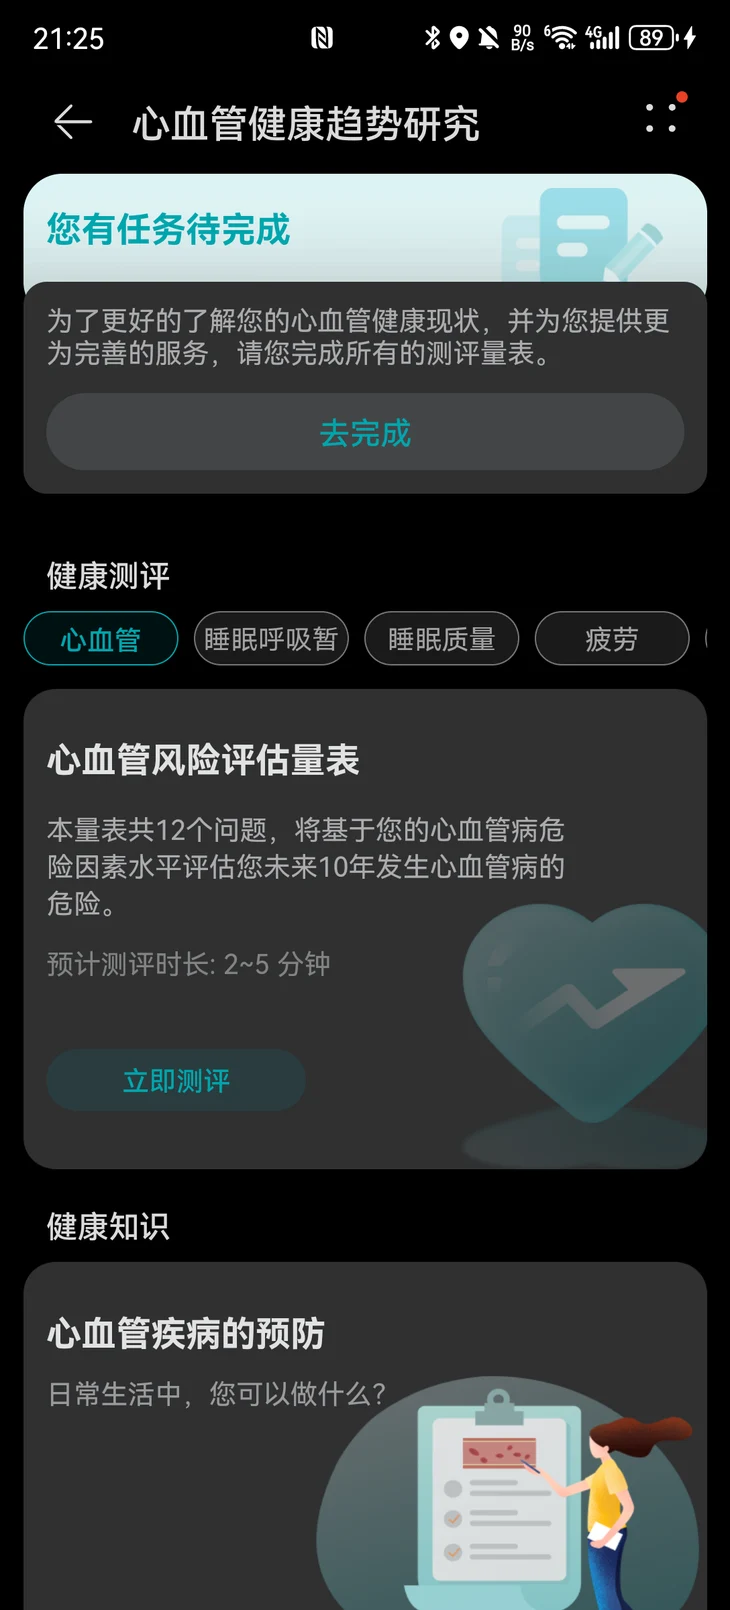 21:25
90 B/s
6
4G
89
心血管健康趋势研究
您有任务待完成
为了更好的了解您的心血管健康现状，并为您提供更
为完善的服务，请您完成所有的测评量表。
去完成
健康测评
心血管
睡眠呼吸暂
睡眠质量
疲劳
心血管风险评估量表
本量表共12个问题，将基于您的心血管病危
险因素水平评估您未来10年发生心血管病的
危险。
预计测评时长: 2~5 分钟
立即测评
健康知识
心血管疾病的预防
日常生活中，您可以做什么?